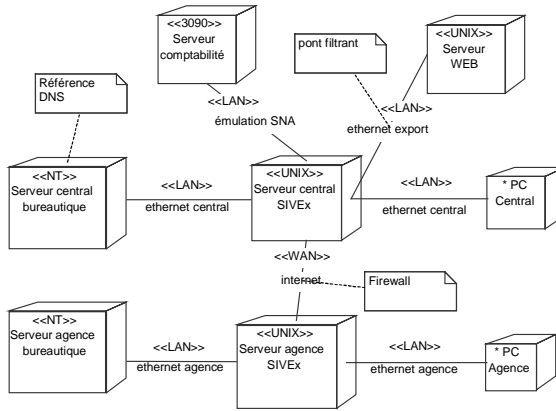 <<3090>>
Serveur
comptabilité
pont filtrant
<<UNIX>>
Serveur
WEB
Référence
DNS
<<LAN>>
émulation SNA
<<LAN>>
ethernet export
<<NT>>
Serveur central
bureautique
<<LAN>>
ethernet central
<<UNIX>>
Serveur central
SIVEx
<<LAN>>
ethernet central
* PC
Central
<<WAN>>
internet
Firewall
<<NT>>
Serveur agence
bureautique
<<LAN>>
ethernet agence
<<UNIX>>
Serveur agence
SIVEx
<<LAN>>
ethernet agence
* PC
Agence